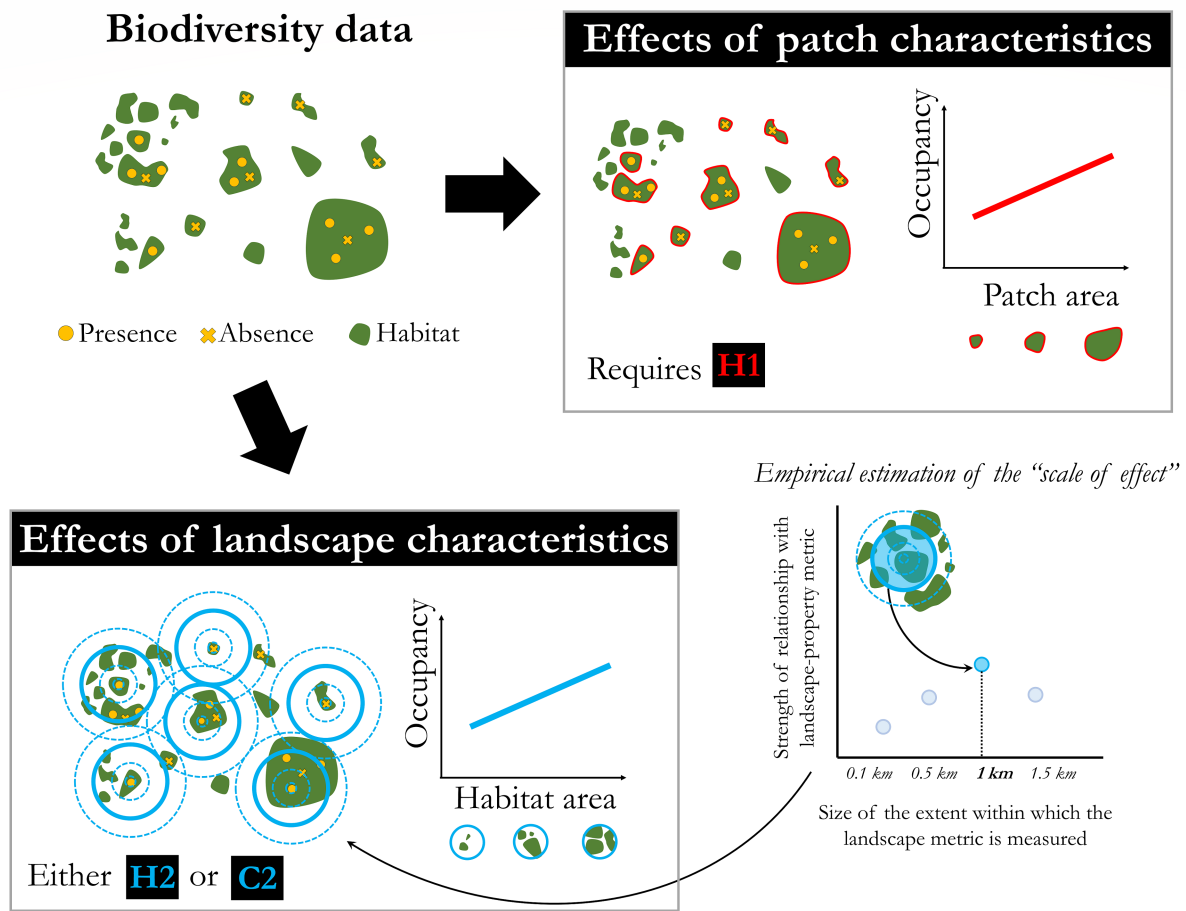 Biodiversity data
Presence
Absence
Habitat
Effects of patch characteristics
Occupancy
Patch area
Requires H1
Empirical estimation of the “scale of effect”
Strength of relationship with
landscape-property metric
0.1 km 0.5 km 1 km 1.5 km
Size of the extent within which the
landscape metric is measured
Effects of landscape characteristics
Occupancy
Habitat area
Either H2 or C2